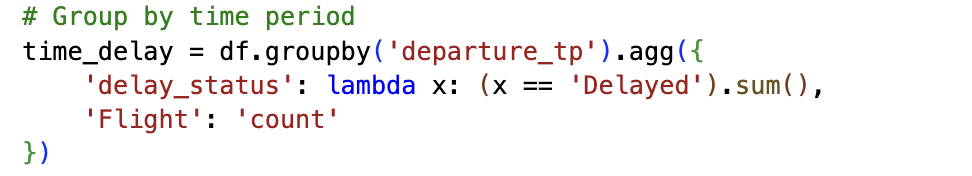 # Group by time period
time_delay = df.groupby('departure_tp').agg({
    'delay_status': lambda x: (x == 'Delayed').sum(),
    'Flight': 'count'
})